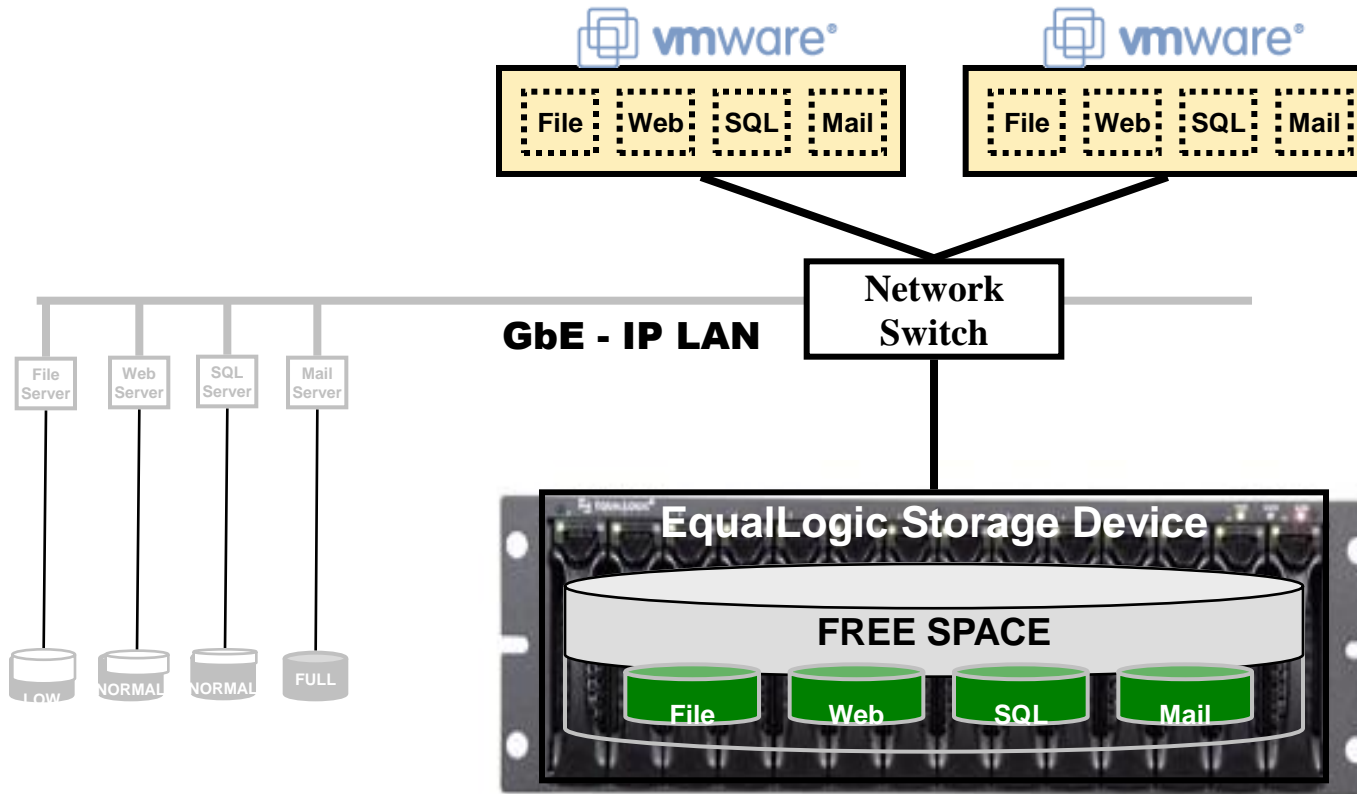 vmware®
vmware®
File Web SQL Mail
File Web SQL Mail
Network
Switch
GbE - IP LAN
File
Server
Web
Server
SQL
Server
Mail
Server
EQUALLOGIC
EquaLogic Storage Device
FREE SPACE
LOW
NORMAL
NORMAL
FULL
File
Web
SQL
Mail